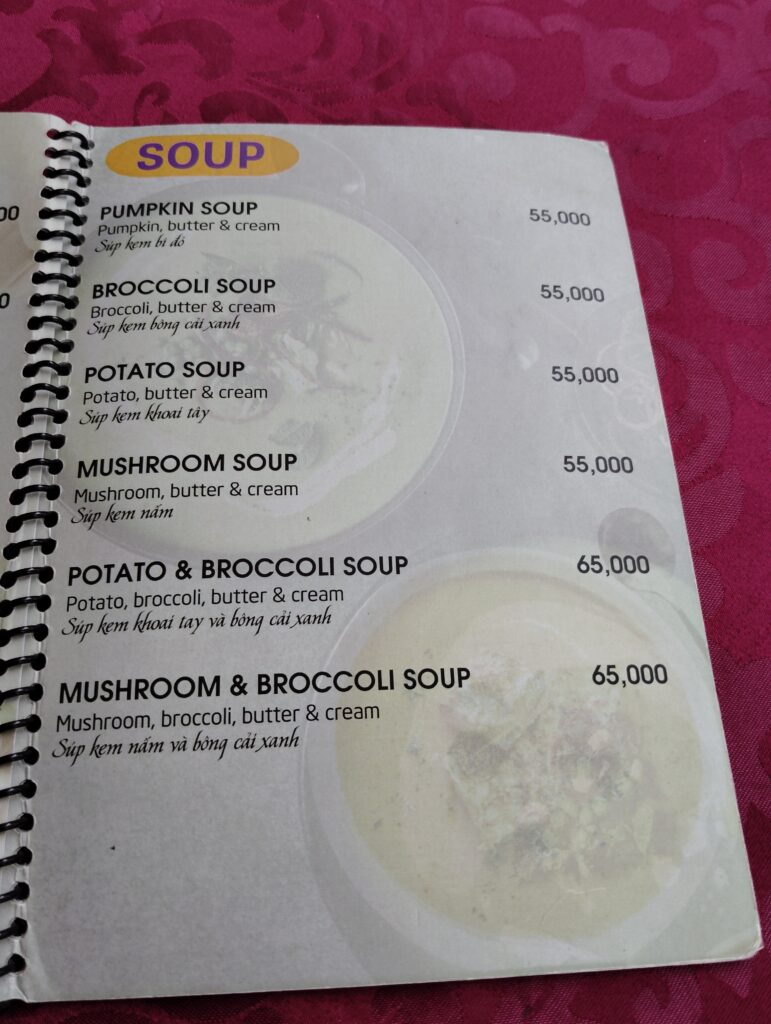 00
0
SOUP
PUMPKIN SOUP 55,000
Pumpkin, butter & cream
Súp kem bí đỏ
BROCCOLI SOUP 55,000
Broccoli, butter & cream
Súp kem bông cải xanh
POTATO SOUP 55,000
Potato, butter & cream
Súp kem khoai tây
MUSHROOM SOUP 55,000
Mushroom, butter & cream
Súp kem nấm
POTATO & BROCCOLI SOUP 65,000
Potato, broccoli, butter & cream
Súp kem khoai tay và bông cải xanh
MUSHROOM & BROCCOLI SOUP 65,000
Mushroom, broccoli, butter & cream
Súp kem nấm và bông cải xanh